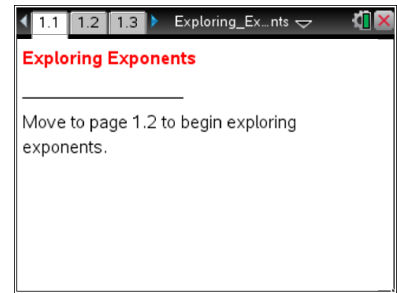 1.1 1.2 1.3 Exploring_Ex...nts
Exploring Exponents
Move to page 1.2 to begin exploring
exponents.